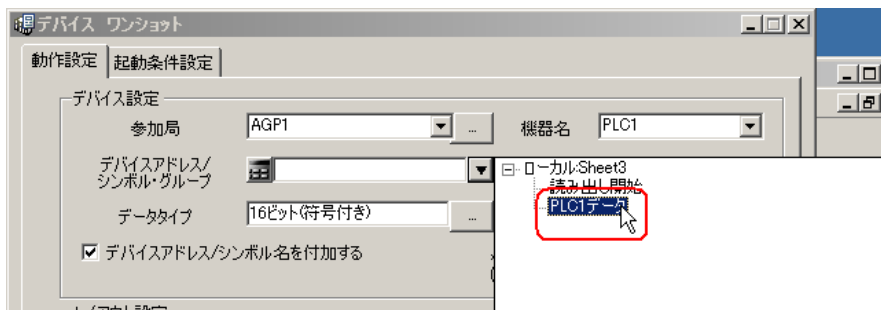 デバイス ワンショット
動作設定 起動条件設定
デバイス設定
参加局 AGP1 ... 機器名 PLC1
デバイスアドレス/
シンボル・グループ
ローカル:Sheet3
読み出し開始
PLC1データ
データタイプ 16ビット(符号付き) ...
デバイスアドレス/シンボル名を付加する